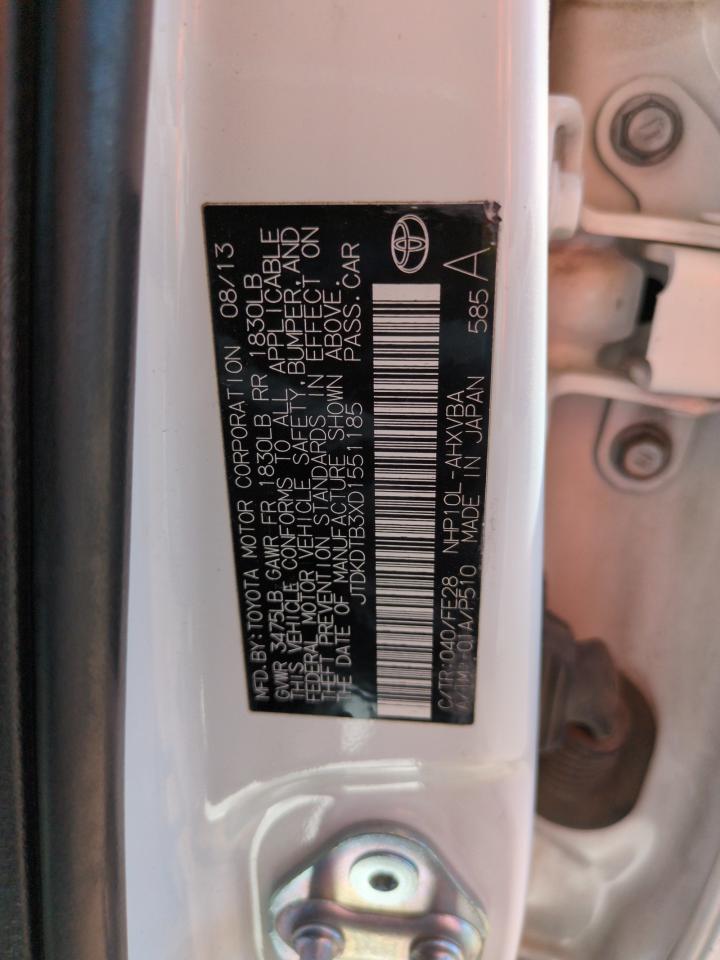 MFD. BY: TOYOTA MOTOR CORPORATION 08/13
GVWR 3475LB GAWR FR 1830LB RR 1830LB
THIS VEHICLE CONFORMS TO ALL APPLICABLE
FEDERAL MOTOR VEHICLE SAFETY, BUMPER, AND
THEFT PREVENTION STANDARDS IN EFFECT ON
THE DATE OF MANUFACTURE SHOWN ABOVE.
JTDKDTB3XD1551185 PASS. CAR
C/TR: 040/FE28 NHP10L-AHXVBA
A/TM: -01A/P510 MADE IN JAPAN 585 A